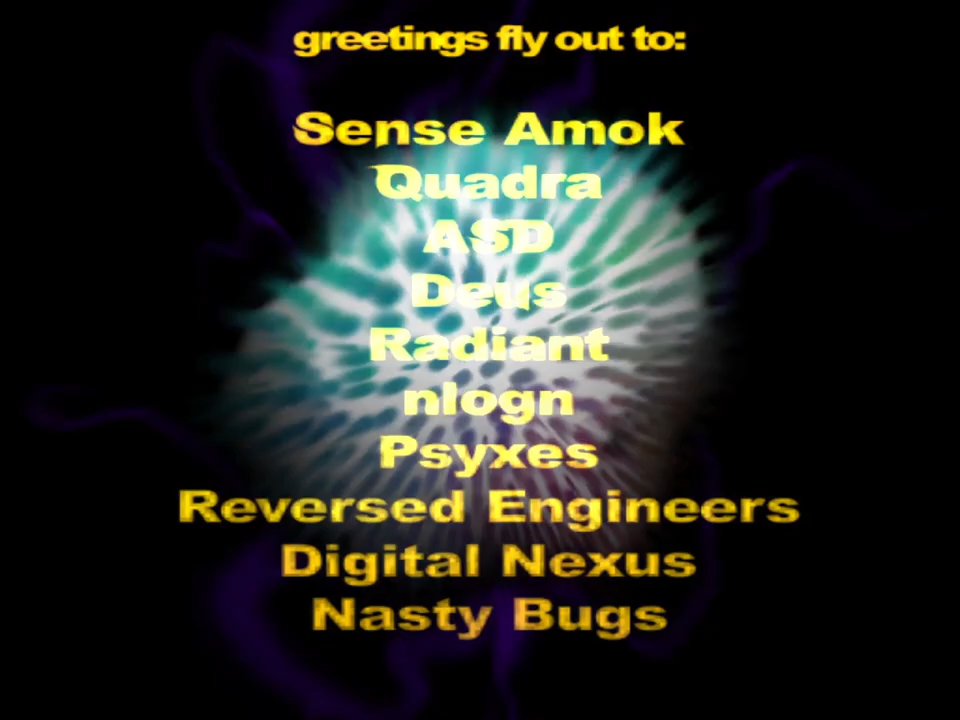 greetings fly out to:
Sense Amok
Quadra
ASD
Deus
Radiant
nlogn
Psyxes
Reversed Engineers
Digital Nexus
Nasty Bugs